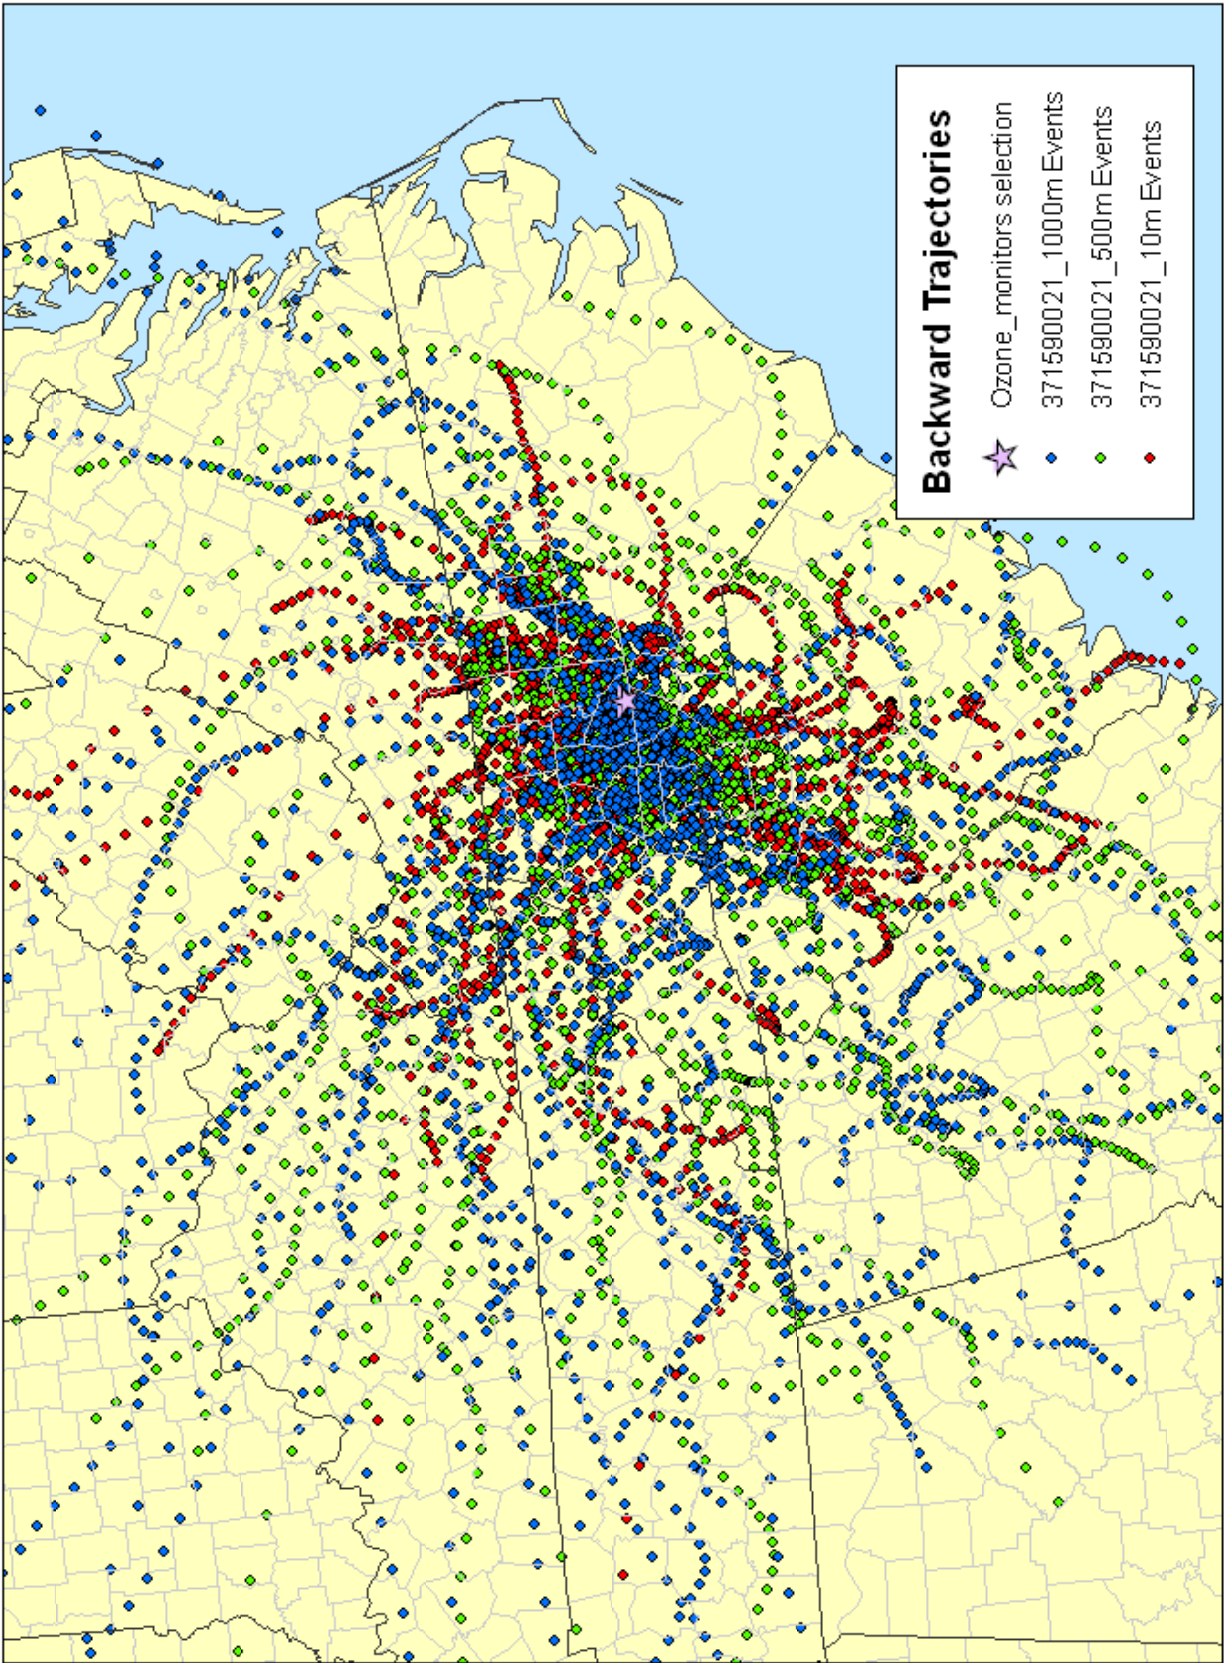 Backward Trajectories
Ozone_monitors selection
371590021_1000m Events
371590021_500m Events
371590021_10m Events